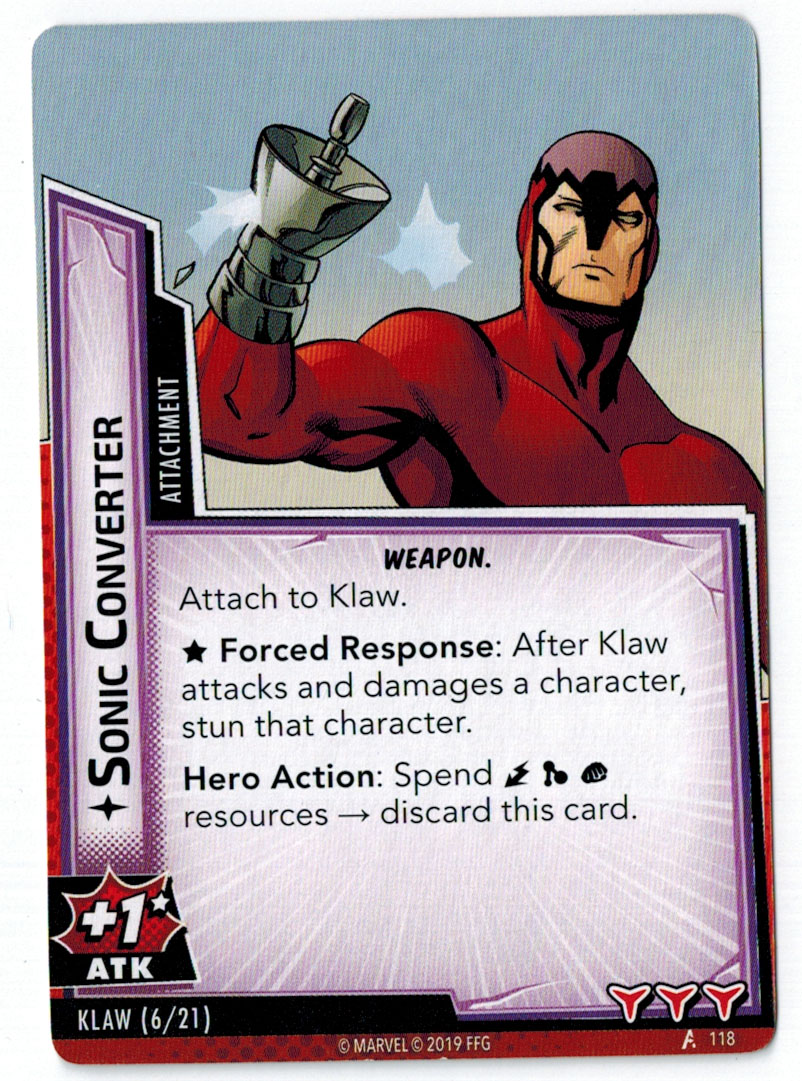 ATTACHMENT
SONIC CONVERTER
WEAPON.
Attach to Klaw.
★ Forced Response: After Klaw
attacks and damages a character,
stun that character.
Hero Action: Spend
resources → discard this card.
+1★
ATK
KLAW (6/21)
© MARVEL © 2019 FFG
118